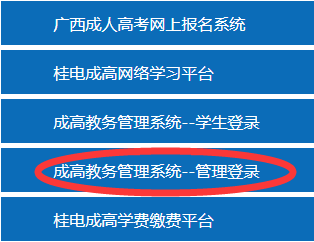 广西成人高考网上报名系统
桂电成高网络学习平台
成高教务管理系统--学生登录
成高教务管理系统--管理登录
桂电成高学费缴费平台